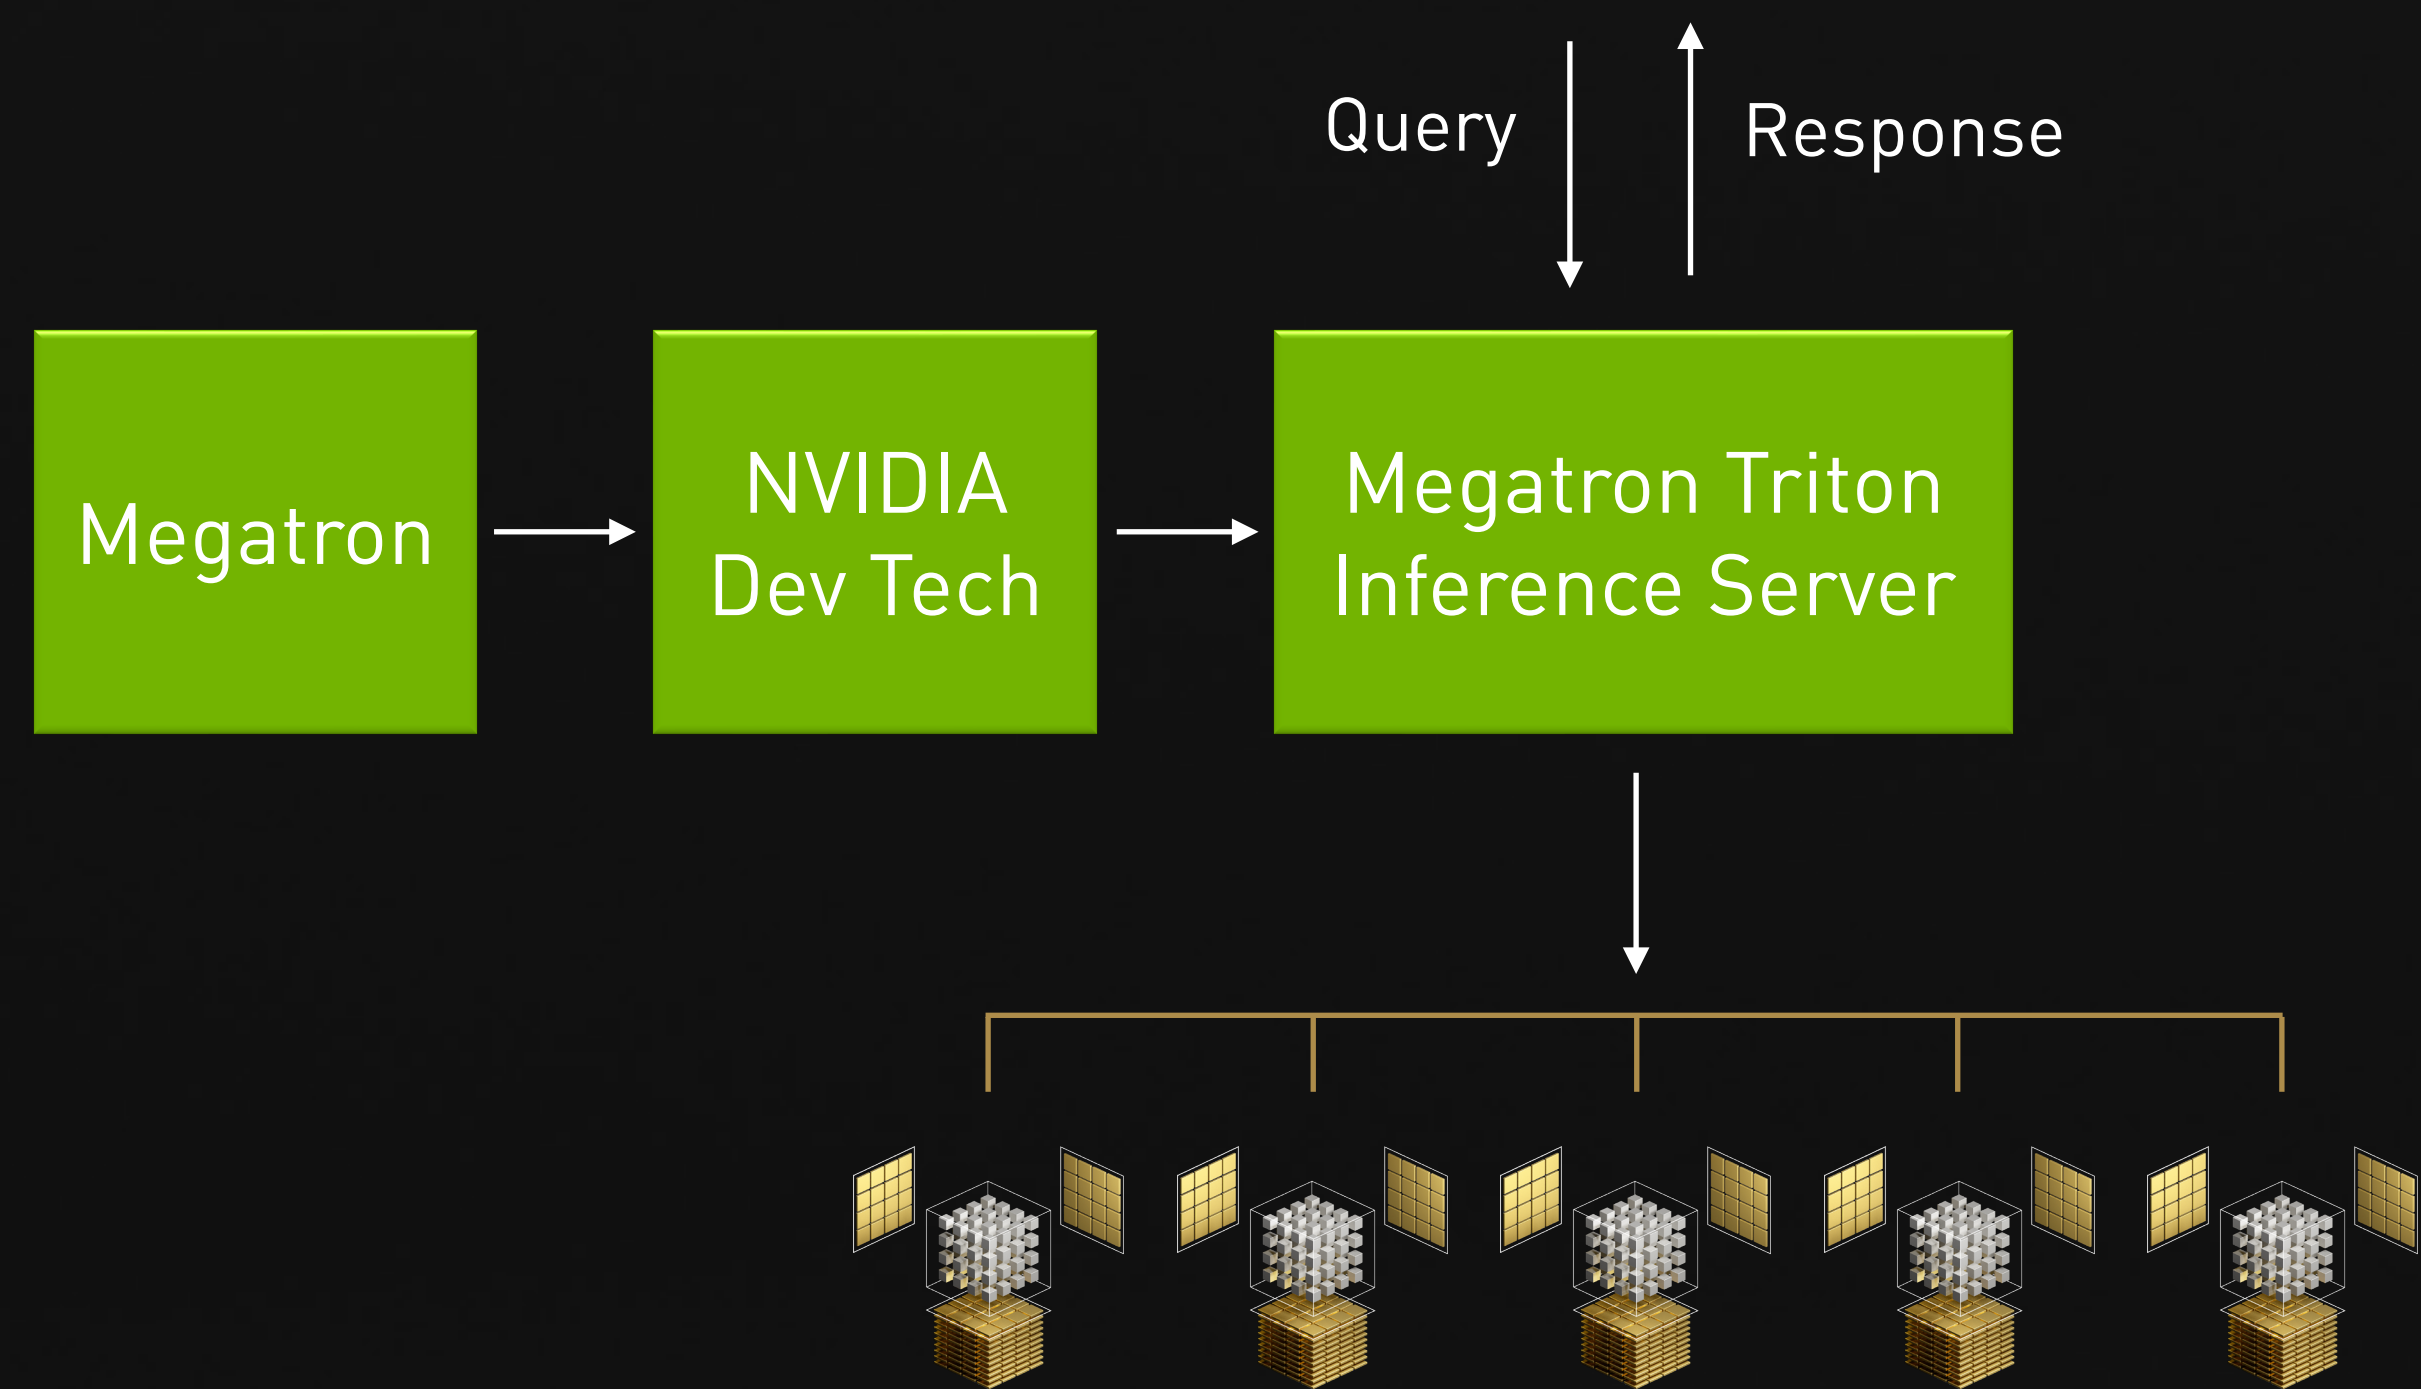 Query
Response
Megatron
NVIDIA
Dev Tech
Megatron Triton
Inference Server